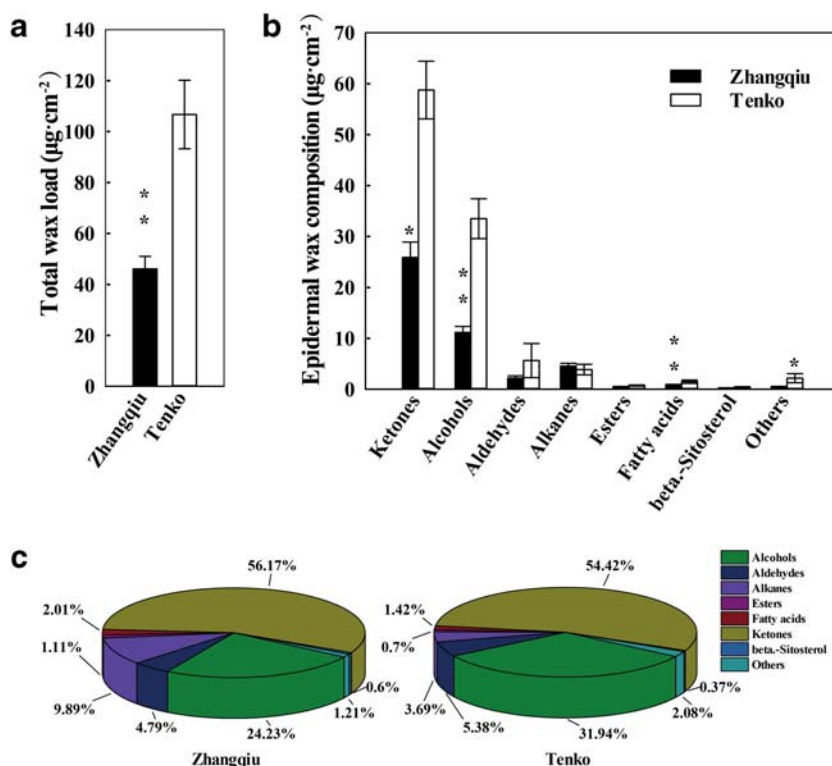 a
Total wax load (µg·cm⁻²)
140
120
100
80
60
40
20
0
**
Zhangqiu
Tenko
b
Epidermal wax composition (µg·cm⁻²)
70
60
50
40
30
20
10
0
Zhangqiu
Tenko
*
**
**
*
Ketones
Alcohols
Aldehydes
Alkanes
Esters
Fatty acids
beta.-Sitosterol
Others
c
56.17%
2.01%
1.11%
9.89%
4.79%
24.23%
1.21%
0.6%
Zhangqiu
54.42%
1.42%
0.7%
3.69%
5.38%
31.94%
2.08%
0.37%
Tenko
Alcohols
Aldehydes
Alkanes
Esters
Fatty acids
Ketones
beta.-Sitosterol
Others